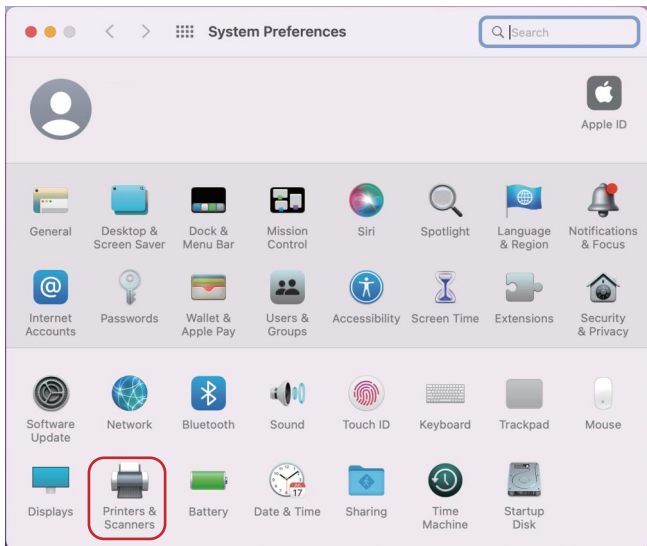 System Preferences
Search
Apple ID
General
Desktop &
Screen Saver
Dock &
Menu Bar
Mission
Control
Siri
Spotlight
Language
& Region
Notifications
& Focus
Internet
Accounts
Passwords
Wallet &
Apple Pay
Users &
Groups
Accessibility
Screen Time
Extensions
Security
& Privacy
Software
Update
Network
Bluetooth
Sound
Touch ID
Keyboard
Trackpad
Mouse
Displays
Printers &
Scanners
Battery
17
Date & Time
Sharing
Time
Machine
Startup
Disk